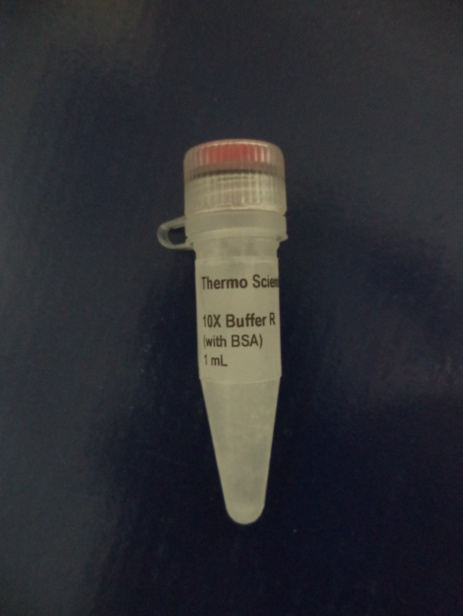 Thermo Scien
10X Buffer R
(with BSA)
1 mL